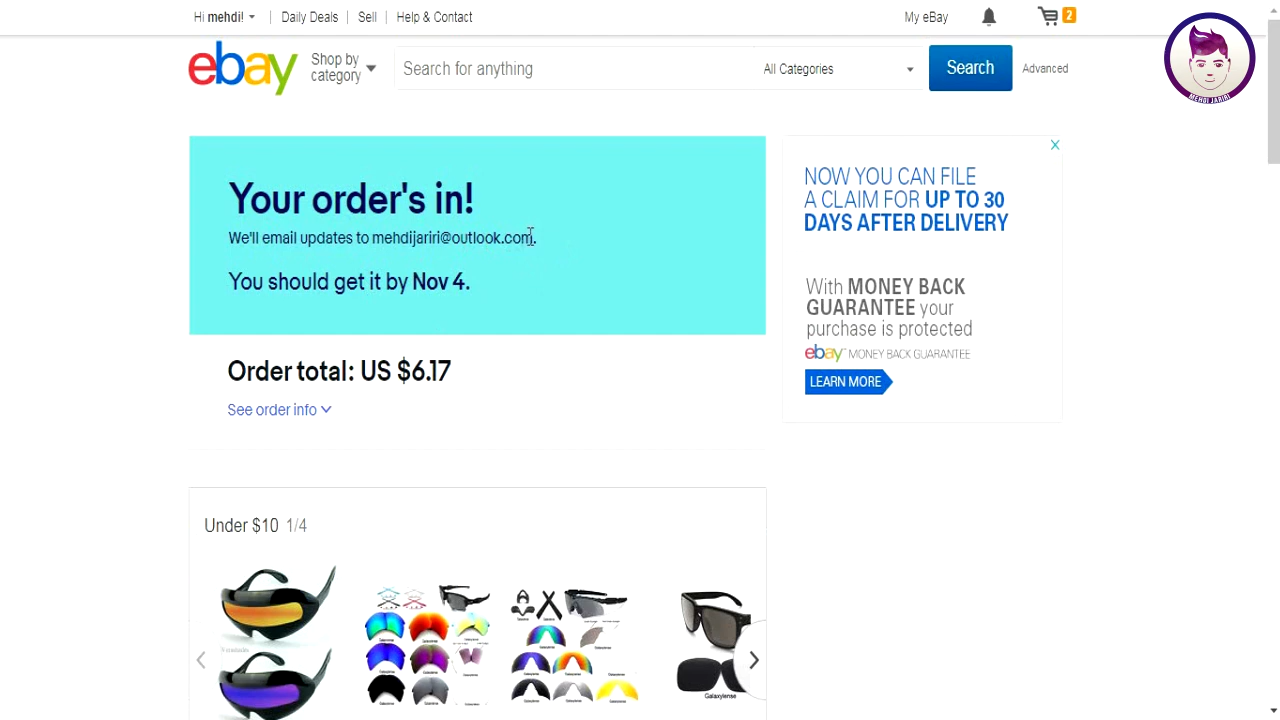 Hi mehdi!
Daily Deals
Sell
Help & Contact
My eBay
2
ebay
Shop by
category
Search for anything
All Categories
Search
Advanced
MEHDI JARIRI
Your order's in!
We'll email updates to mehdijariri@outlook.com.
You should get it by Nov 4.
Order total: US $6.17
See order info
X
NOW YOU CAN FILE
A CLAIM FOR UP TO 30
DAYS AFTER DELIVERY
With MONEY BACK
GUARANTEE your
purchase is protected
ebay MONEY BACK GUARANTEE
LEARN MORE
Under $10 1/4
Galaxylense